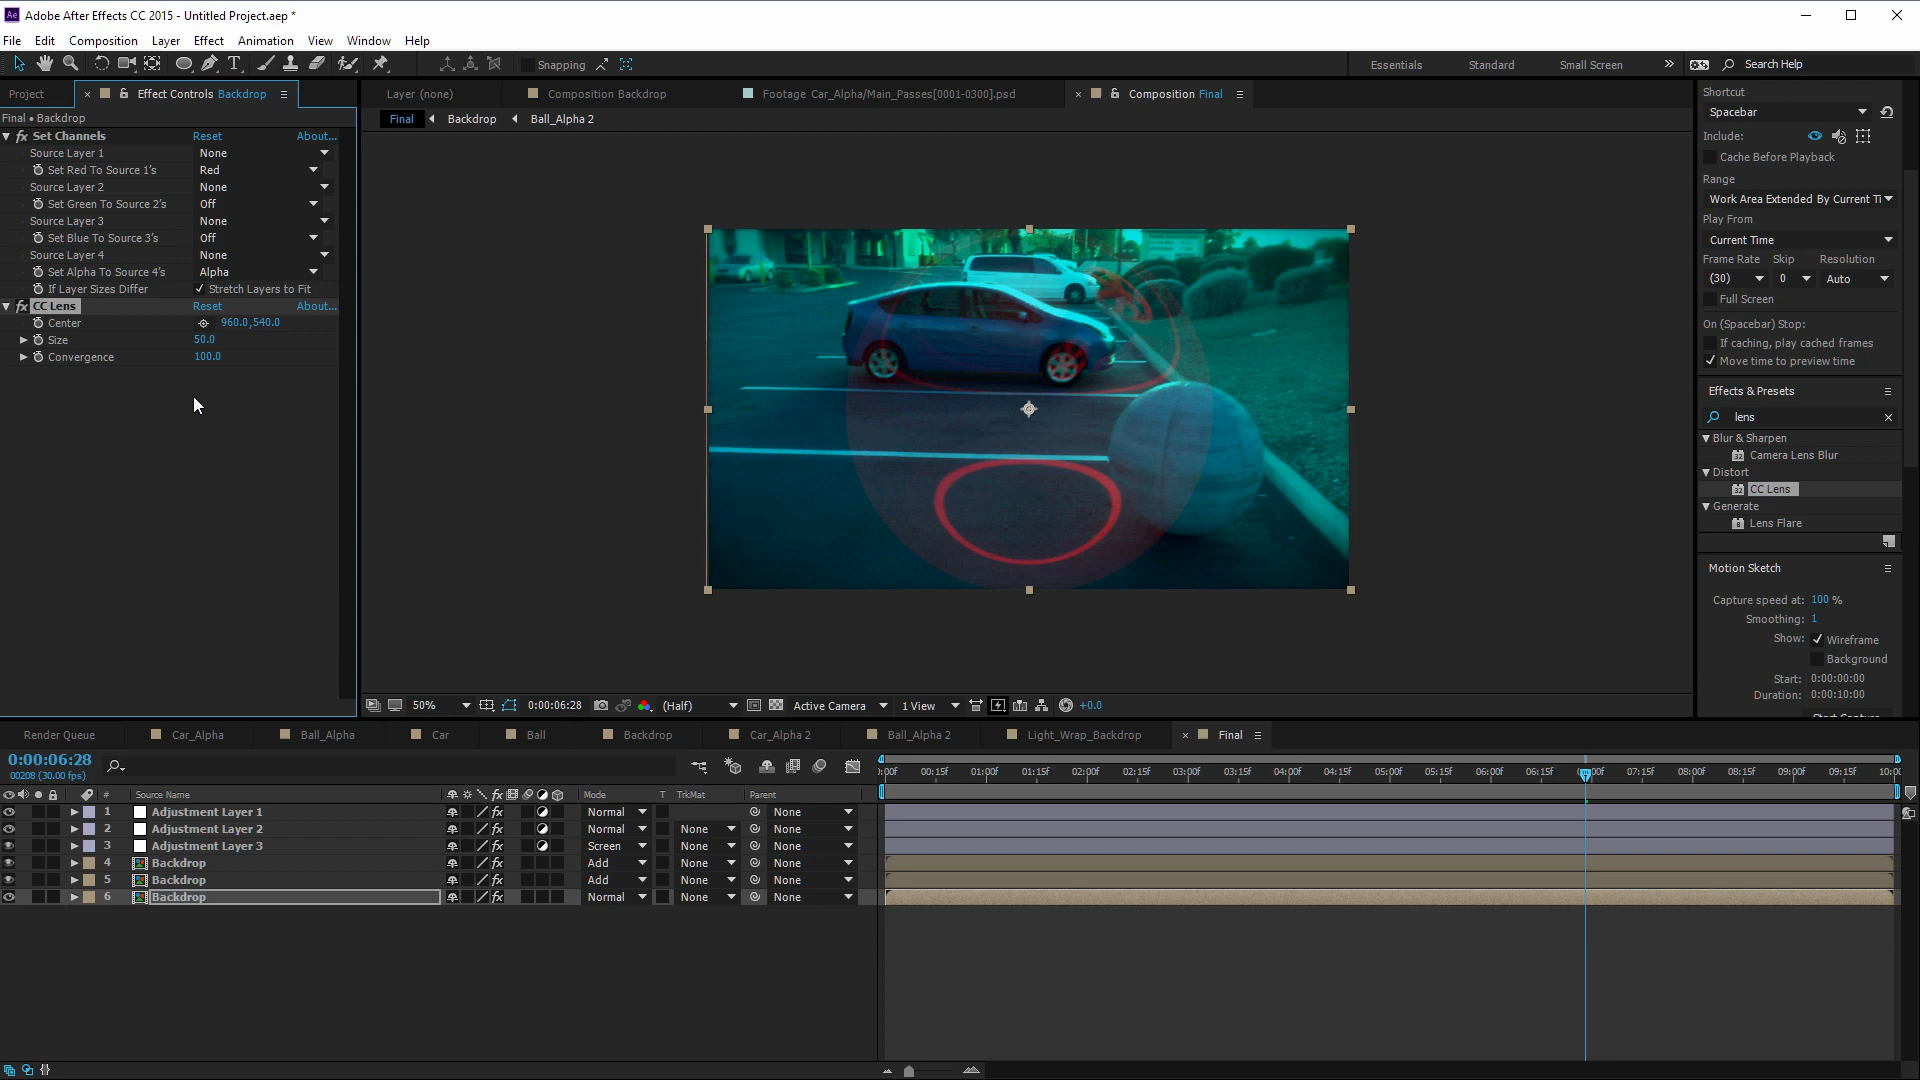 Adobe After Effects CC 2015 - Untitled Project.aep *
File Edit Composition Layer Effect Animation View Window Help
Snapping Essentials Standard Small Screen Search Help
Project Effect Controls Backdrop
Final • Backdrop
Set Channels Reset About...
Source Layer 1 None
Set Red To Source 1's Red
Source Layer 2 None
Set Green To Source 2's Off
Source Layer 3 None
Set Blue To Source 3's Off
Source Layer 4 None
Set Alpha To Source 4's Alpha
If Layer Sizes Differ Stretch Layers to Fit
CC Lens Reset About...
Center 960.0,540.0
Size 50.0
Convergence 100.0
Layer (none) Composition Backdrop Footage Car_Alpha/Main_Passes[0001-0300].psd Composition Final
Final Backdrop Ball_Alpha 2
50% 0:00:06:28 (Half) Active Camera 1 View +0.0
Shortcut
Spacebar
Include:
Cache Before Playback
Range
Work Area Extended By Current Ti
Play From
Current Time
Frame Rate Skip Resolution
(30) 0 Auto
Full Screen
On (Spacebar) Stop:
If caching, play cached frames
Move time to preview time
Effects & Presets
lens
Blur & Sharpen
32 Camera Lens Blur
Distort
32 CC Lens
Generate
8 Lens Flare
Motion Sketch
Capture speed at: 100 %
Smoothing: 1
Show: Wireframe
Background
Start: 0:00:00:00
Duration: 0:00:10:00
Start Capture
Render Queue Car_Alpha Ball_Alpha Car Ball Backdrop Car_Alpha 2 Ball_Alpha 2 Light_Wrap_Backdrop Final
0:00:06:28
00208 (30.00 fps)
:00f 00:15f 01:00f 01:15f 02:00f 02:15f 03:00f 03:15f 04:00f 04:15f 05:00f 05:15f 06:00f 06:15f 00f 07:15f 08:00f 08:15f 09:00f 09:15f 10:00
# Source Name Mode T TrkMat Parent
1 Adjustment Layer 1 Normal None
2 Adjustment Layer 2 Normal None None
3 Adjustment Layer 3 Screen None None
4 Backdrop Add None None
5 Backdrop Add None None
6 Backdrop Normal None None